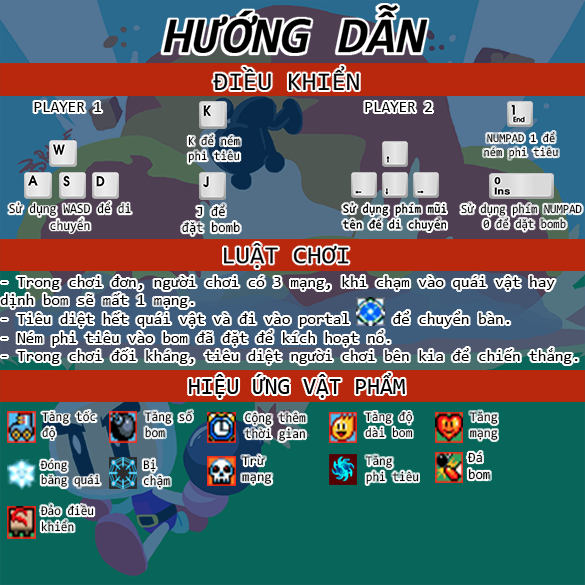 HƯỚNG DẪN
ĐIỀU KHIỂN
PLAYER 1
K
K để ném
phi tiêu
W
A S D
Sử dụng WASD để di
chuyển
J
J để
đặt bomb
PLAYER 2
1
End
NUMPAD 1 để
ném phi tiêu
↑
← ↓ →
Sử dụng phím mũi
tên để di chuyển
0
Ins
Sử dụng phím NUMPAD
0 để đặt bomb
LUẬT CHƠI
- Trong chơi đơn, người chơi có 3 mạng, khi chạm vào quái vật hay
dịnh bom sẽ mất 1 mạng.
- Tiêu diệt hết quái vật và đi vào portal để chuyển bàn.
- Ném phi tiêu vào bom đã đặt để kích hoạt nổ.
- Trong chơi đối kháng, tiêu diệt người chơi bên kia để chiến thắng.
HIỆU ỨNG VẬT PHẨM
Tăng tốc
độ
Tăng số
bom
Cộng thêm
thời gian
Tăng độ
dài bom
Tăng
mạng
Đóng
băng quái
Bị
chậm
Trừ
mạng
Tăng
phi tiêu
Đá
bom
Đảo điều
khiển